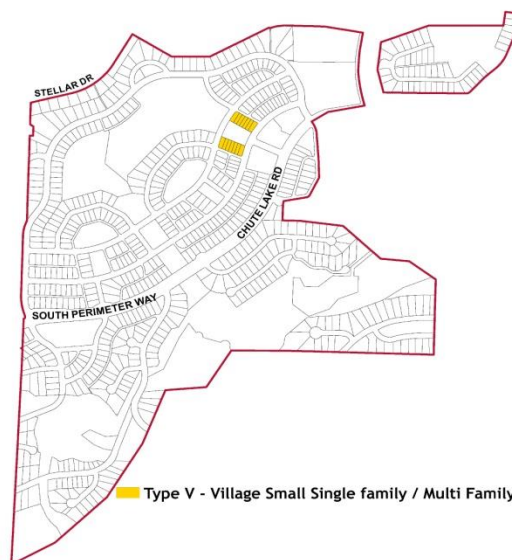 STELLAR DR
CHUTE LAKE RD
SOUTH PERIMETER WAY
Type V - Village Small Single family / Multi Family